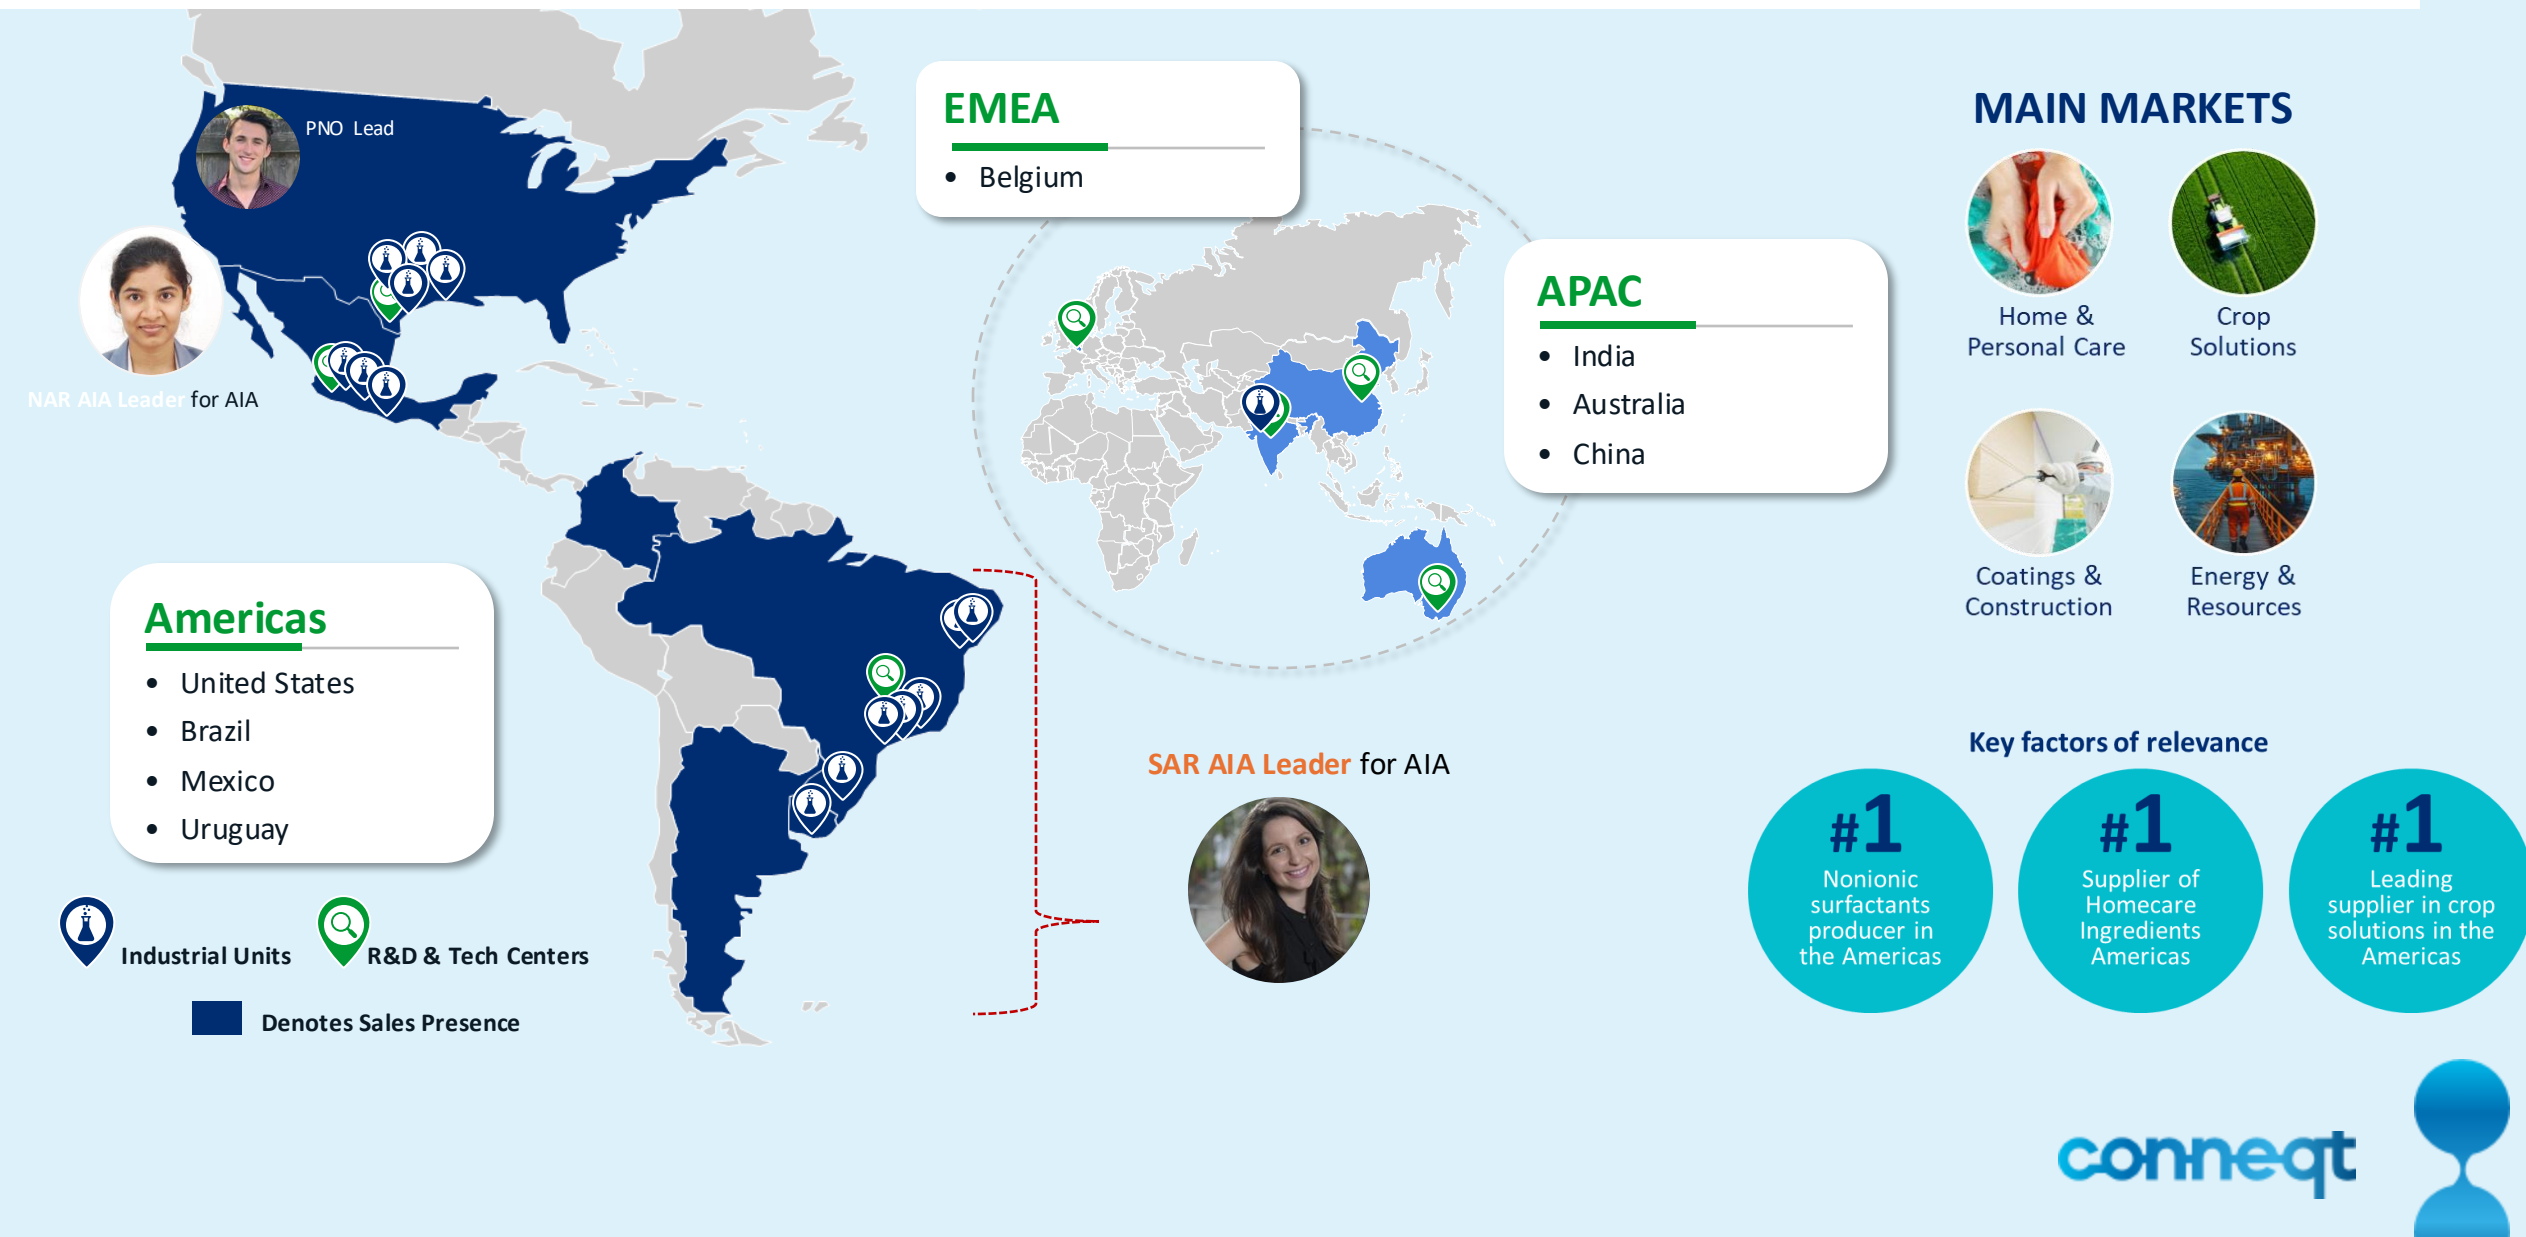 PNO Lead
NAR AIA Leader for AIA
EMEA
• Belgium
APAC
• India
• Australia
• China
Americas
• United States
• Brazil
• Mexico
• Uruguay
Industrial Units
R&D & Tech Centers
Denotes Sales Presence
SAR AIA Leader for AIA
MAIN MARKETS
Home &
Personal Care
Crop
Solutions
Coatings &
Construction
Energy &
Resources
Key factors of relevance
#1
Nonionic
surfactants
producer in
the Americas
#1
Supplier of
Homecare
Ingredients
Americas
#1
Leading
supplier in crop
solutions in the
Americas
conneqt